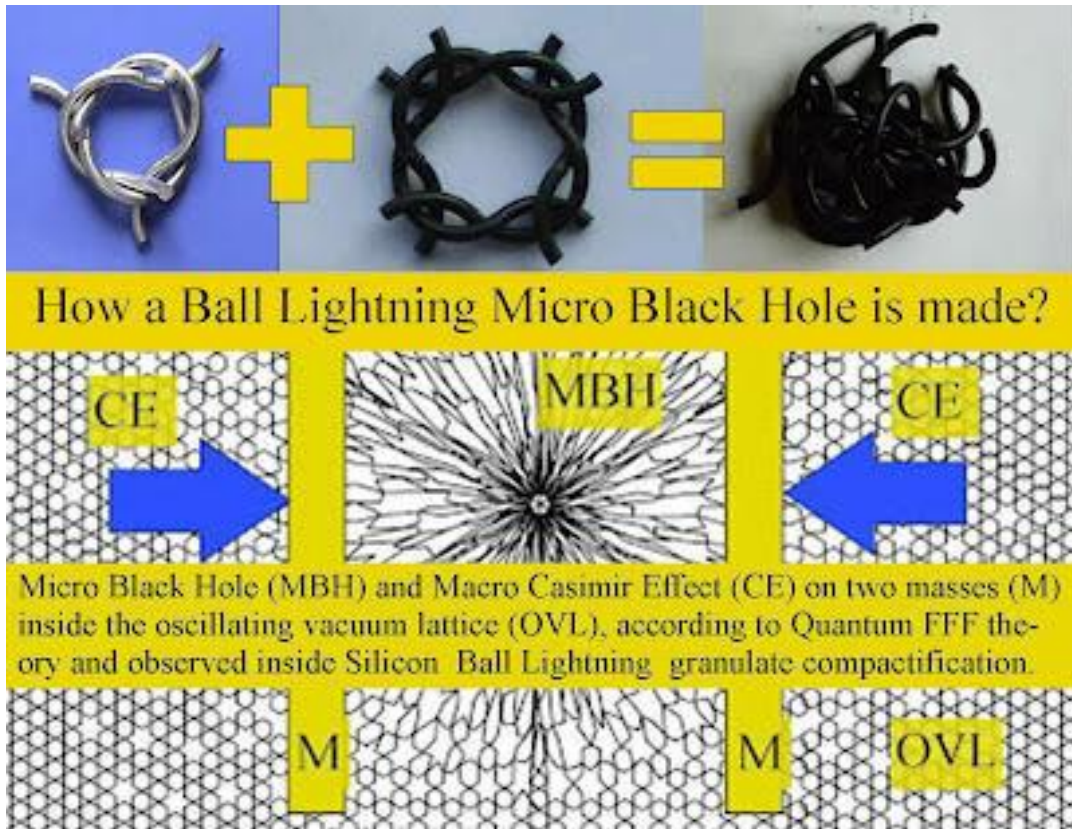 How a Ball Lightning Micro Black Hole is made?
CE
MBH
CE
Micro Black Hole (MBH) and Macro Casimir Effect (CE) on two masses (M)
inside the oscillating vacuum lattice (OVL), according to Quantum FFF the-
ory and observed inside Silicon Ball Lightning granulate compactification.
M
M
OVL